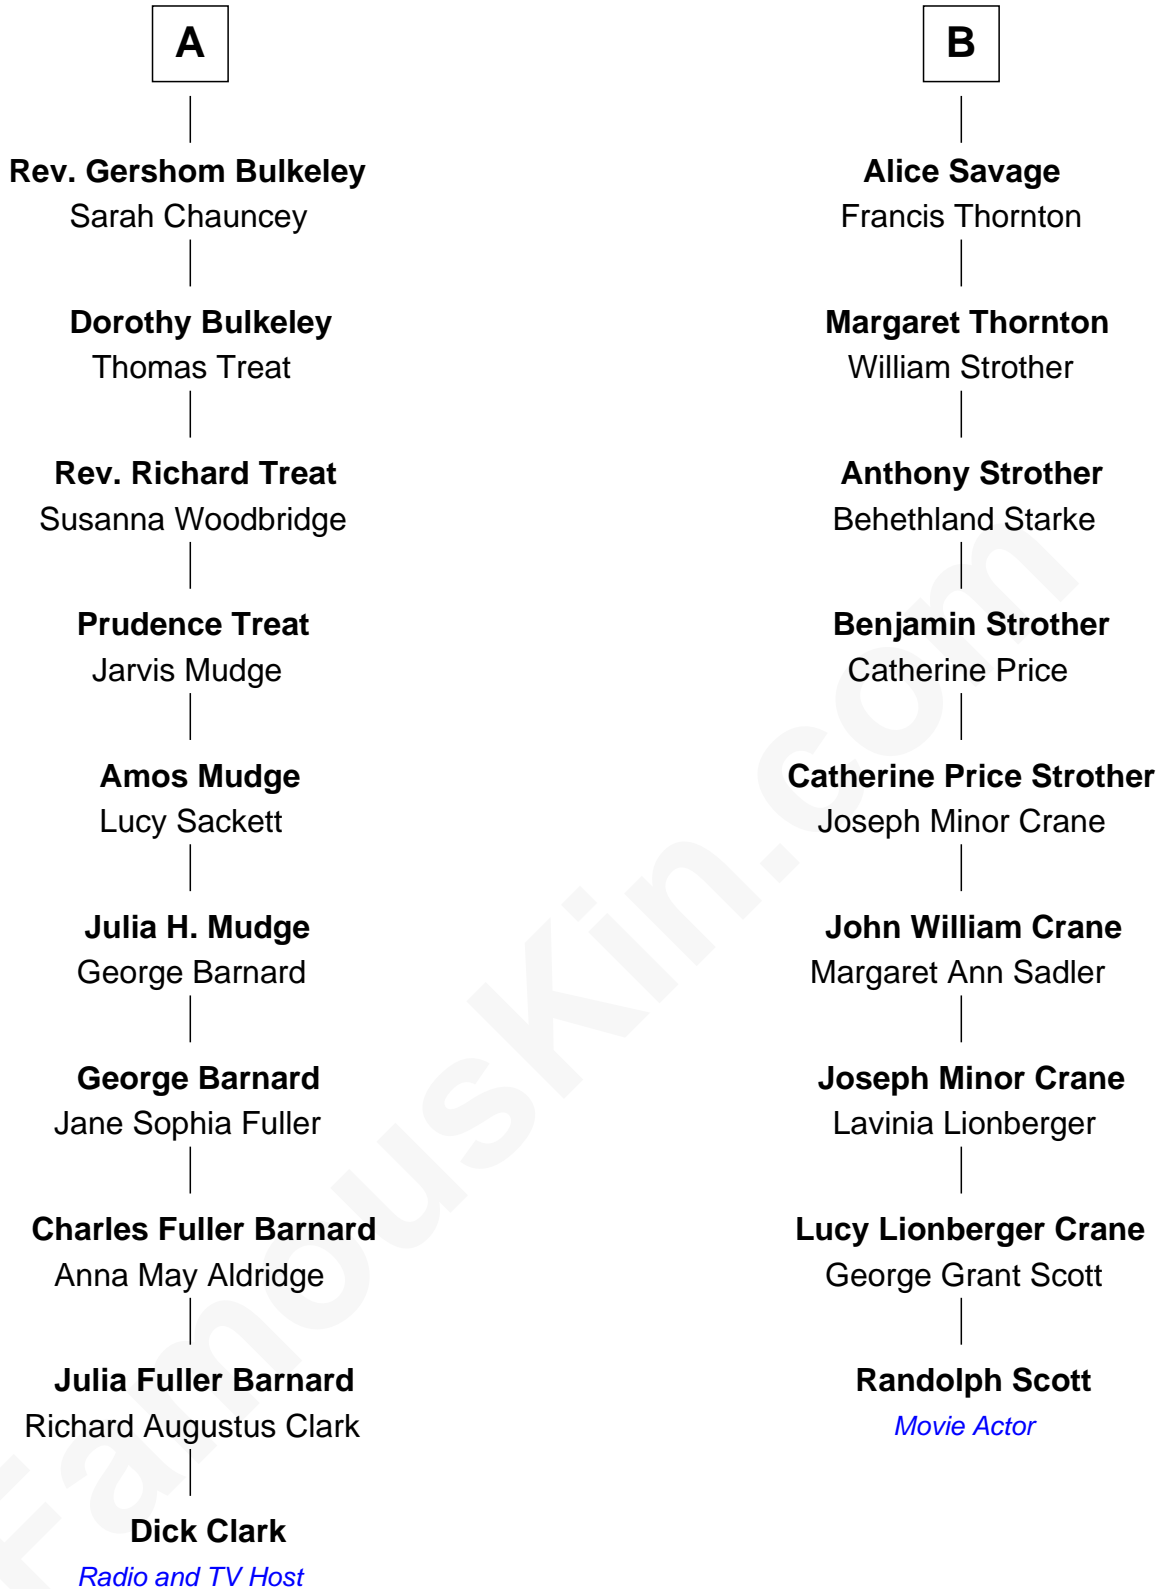 A
Rev. Gershom Bulkeley
Sarah Chauncey
Dorothy Bulkeley
Thomas Treat
Rev. Richard Treat
Susanna Woodbridge
Prudence Treat
Jarvis Mudge
Amos Mudge
Lucy Sackett
Julia H. Mudge
George Barnard
George Barnard
Jane Sophia Fuller
Charles Fuller Barnard
Anna May Aldridge
Julia Fuller Barnard
Richard Augustus Clark
Dick Clark
Radio and TV Host
B
Alice Savage
Francis Thornton
Margaret Thornton
William Strother
Anthony Strother
Behethland Starke
Benjamin Strother
Catherine Price
Catherine Price Strother
Joseph Minor Crane
John William Crane
Margaret Ann Sadler
Joseph Minor Crane
Lavinia Lionberger
Lucy Lionberger Crane
George Grant Scott
Randolph Scott
Movie Actor
FamousKin.com